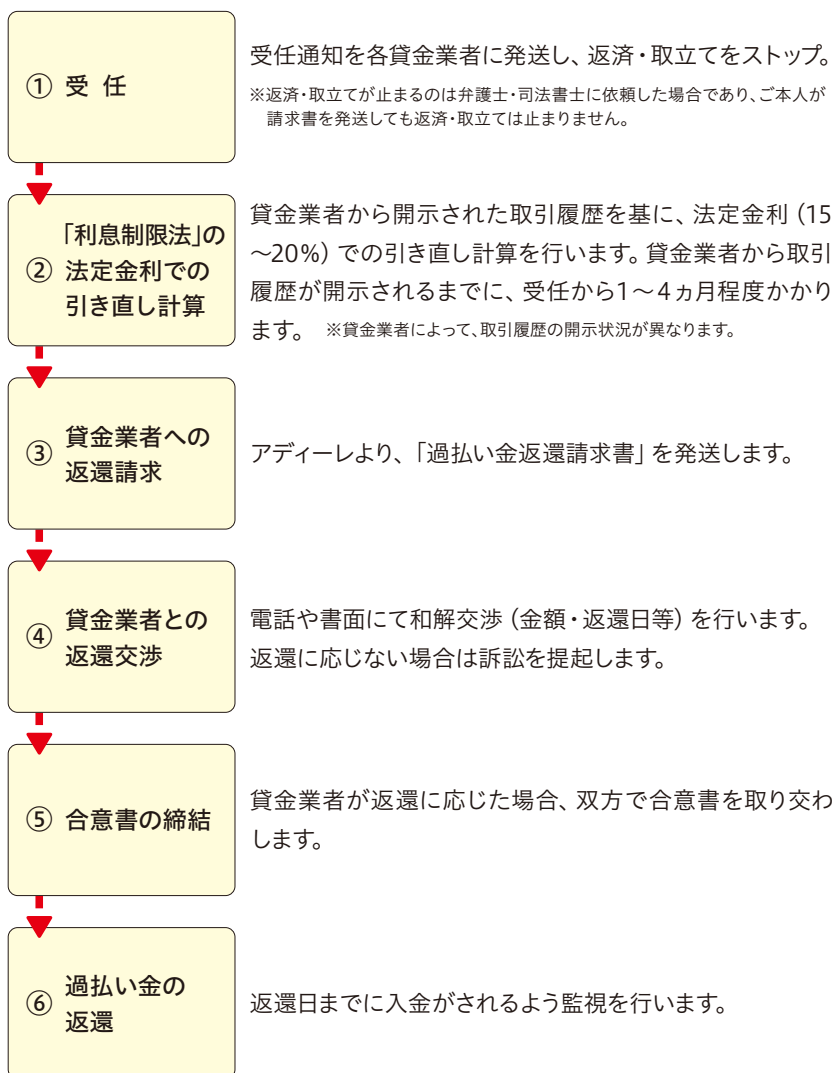 ① 受 任
受任通知を各貸金業者に発送し、返済・取立てをストップ。
※返済・取立てが止まるのは弁護士・司法書士に依頼した場合であり、ご本人が
請求書を発送しても返済・取立ては止まりません。
② 「利息制限法」の
法定金利での
引き直し計算
貸金業者から開示された取引履歴を基に、法定金利（15
～20%）での引き直し計算を行います。貸金業者から取引
履歴が開示されるまでに、受任から1～4ヵ月程度かかり
ます。 ※貸金業者によって、取引履歴の開示状況が異なります。
③ 貸金業者への
返還請求
アディーレより、「過払い金返還請求書」を発送します。
④ 貸金業者との
返還交渉
電話や書面にて和解交渉（金額・返還日等）を行います。
返還に応じない場合は訴訟を提起します。
⑤ 合意書の締結
貸金業者が返還に応じた場合、双方で合意書を取り交わ
します。
⑥ 過払い金の
返還
返還日までに入金がされるよう監視を行います。